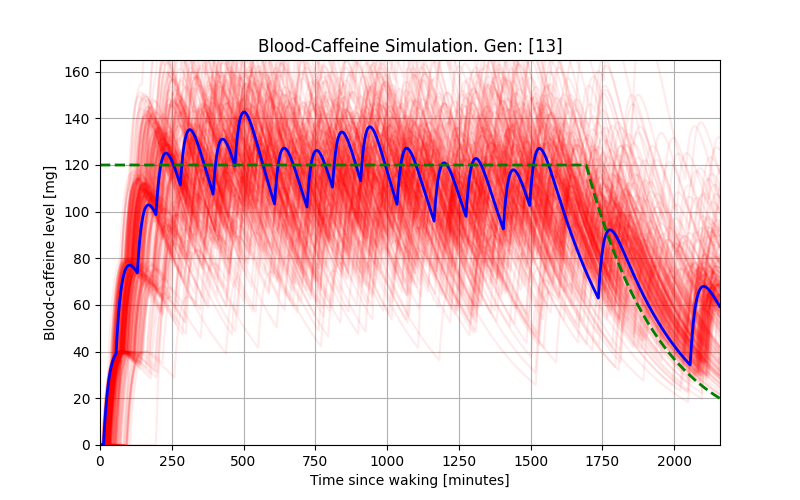 Blood-Caffeine Simulation. Gen: [13]
160
140
120
100
80
60
40
20
0
Blood-caffeine level [mg]
0 250 500 750 1000 1250 1500 1750 2000
Time since waking [minutes]